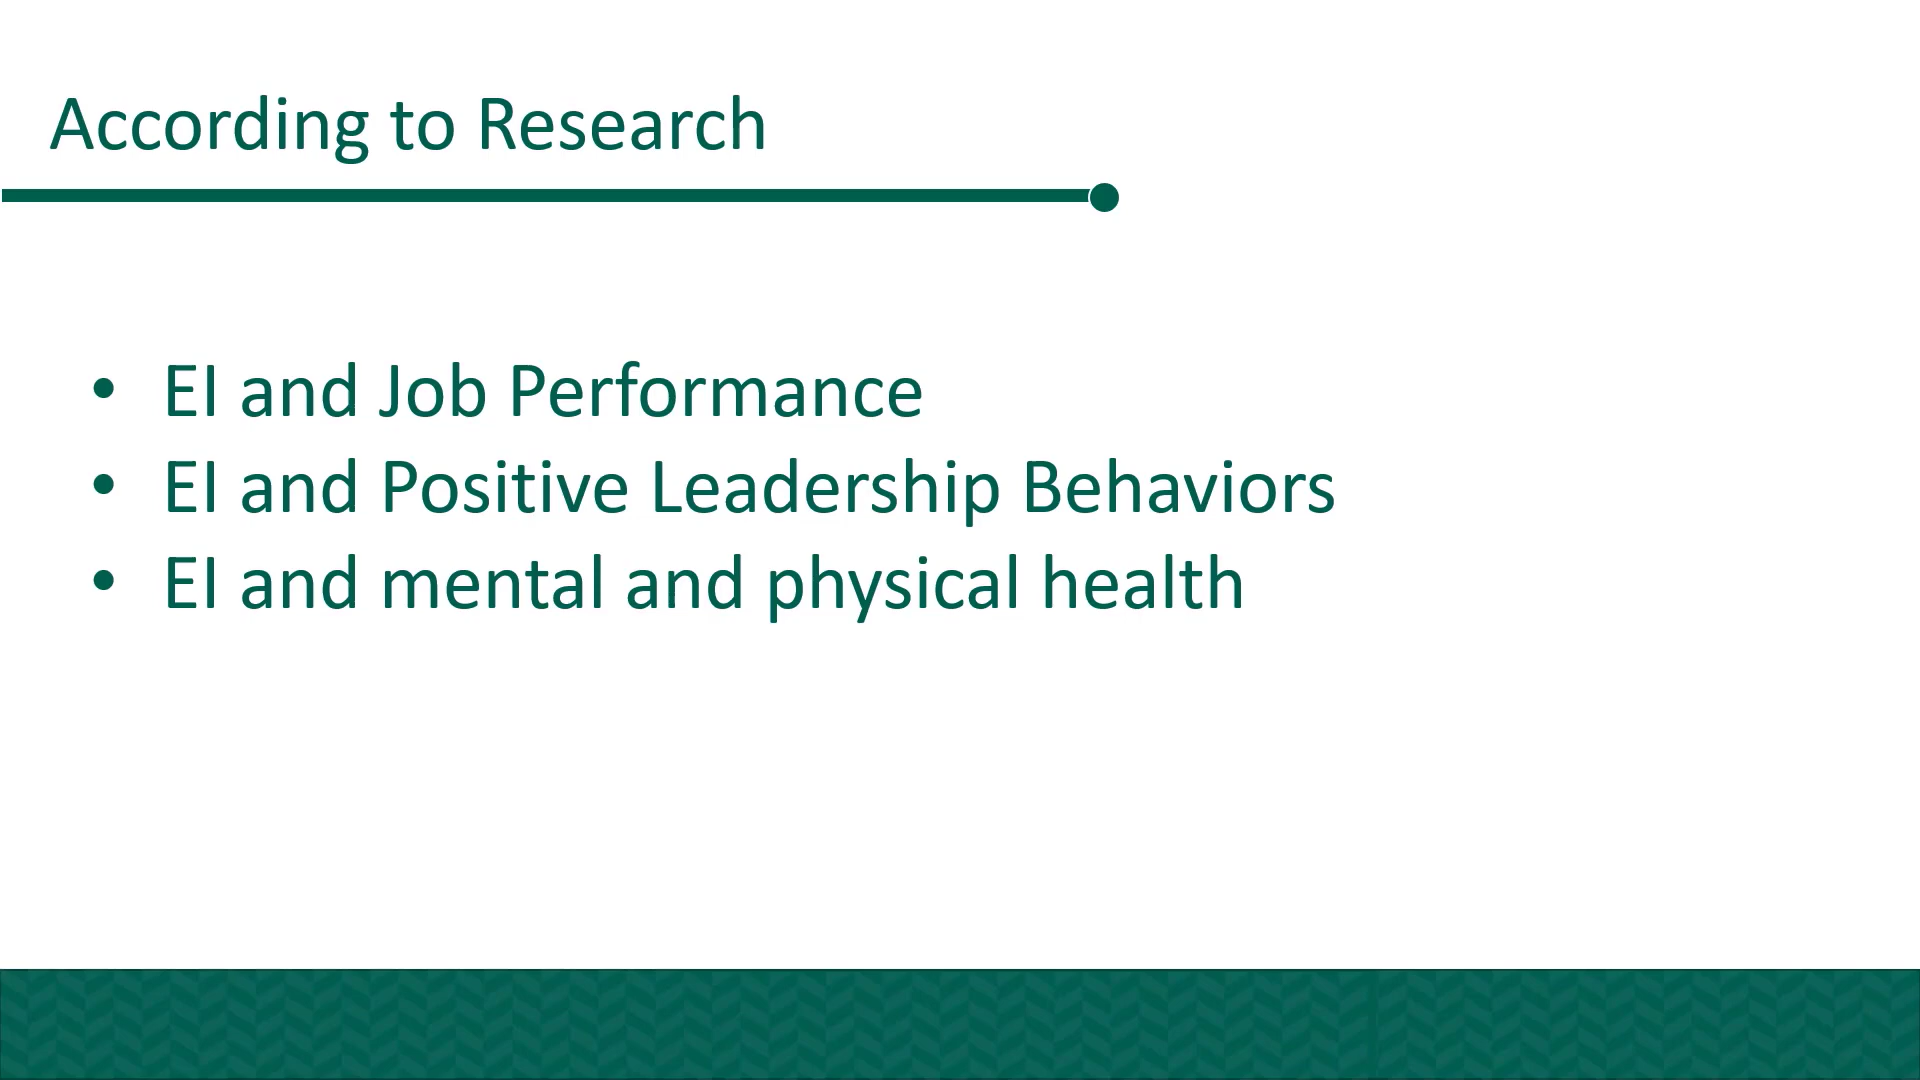 According to Research
• EI and Job Performance
• EI and Positive Leadership Behaviors
• EI and mental and physical health